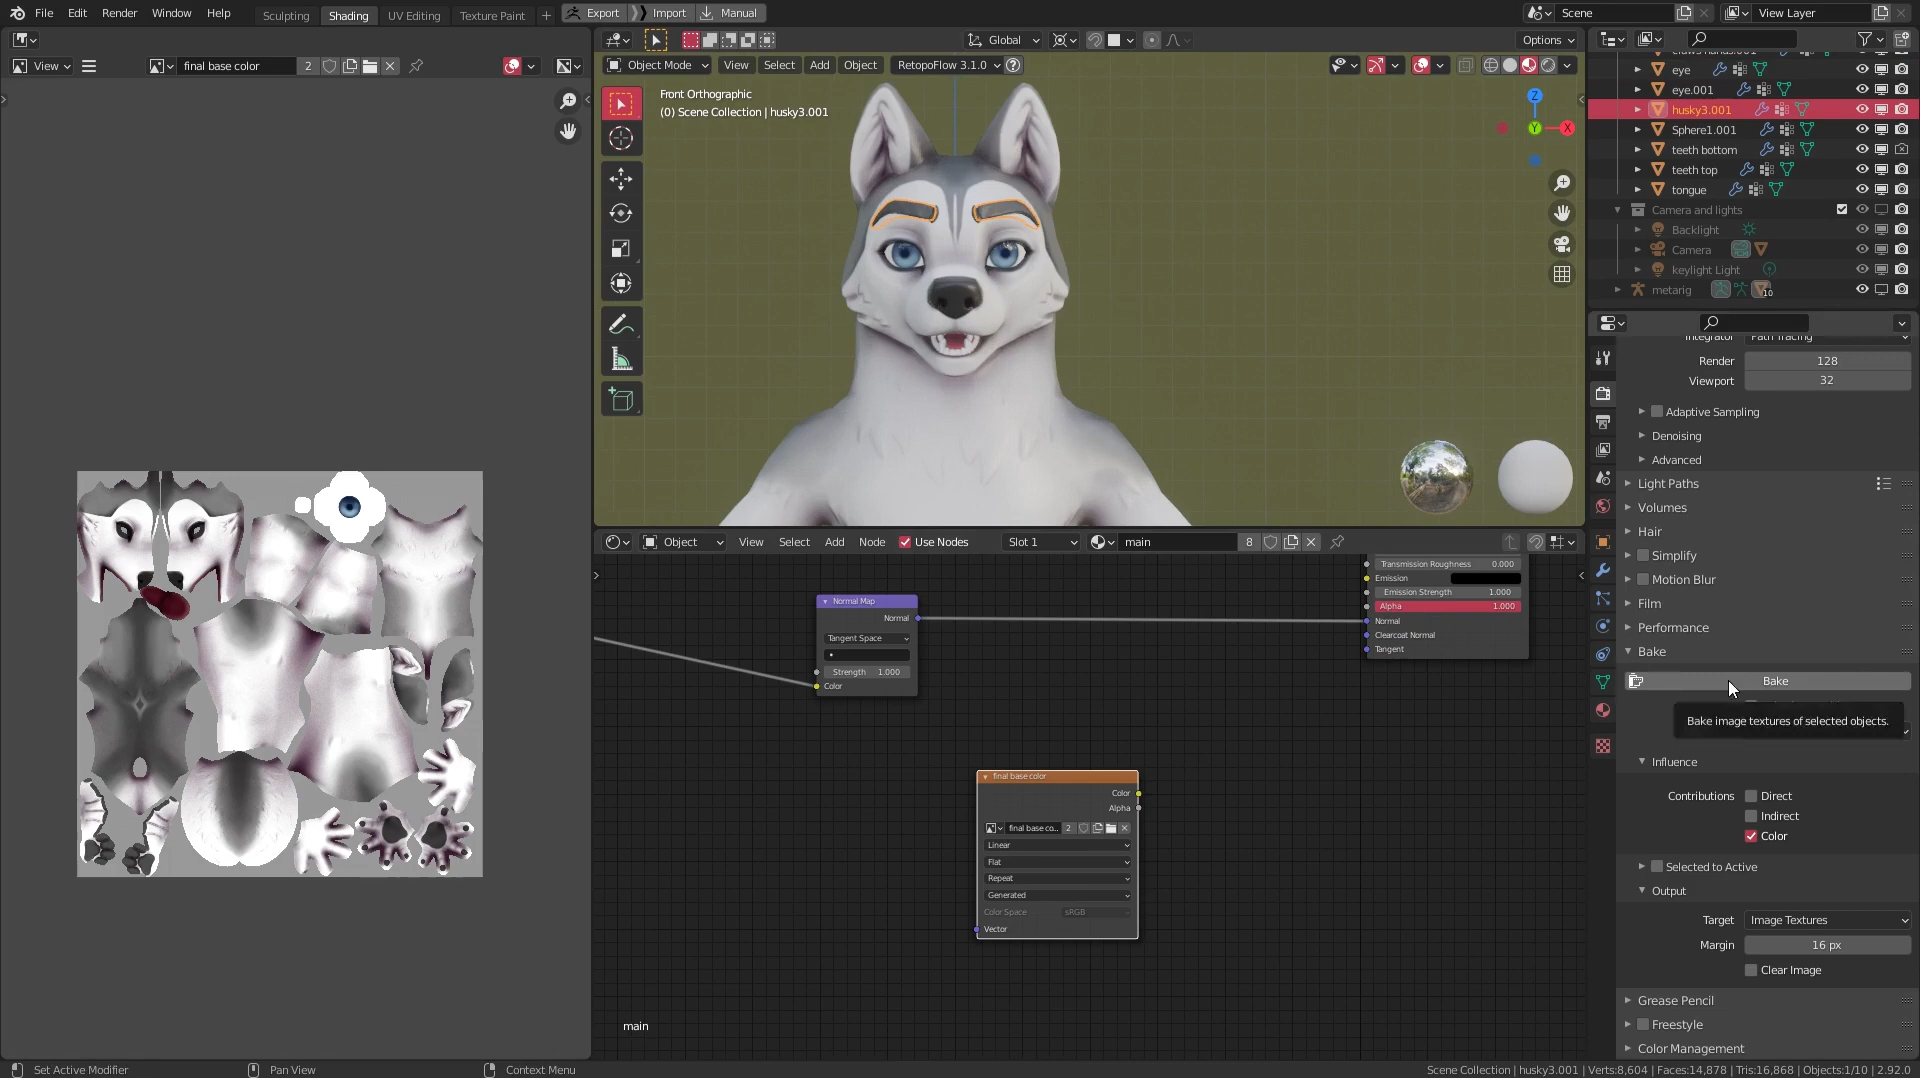 File Edit Render Window Help Sculpting Shading UV Editing Texture Paint + Export Import Manual Scene View Layer
Global Options
View final base color 2
Object Mode View Select Add Object RetopoFlow 3.1.0
Front Orthographic
(0) Scene Collection | husky3.001
Z
Y
X
eye
eye.001
husky3.001
Sphere1.001
teeth bottom
teeth top
tongue
Camera and lights
Backlight
Camera
keylight Light
metarig 10
Integrator Path Tracing
Render 128
Viewport 32
Adaptive Sampling
Denoising
Advanced
Light Paths
Volumes
Hair
Simplify
Motion Blur
Film
Performance
Bake
Bake
Bake image textures of selected objects.
Influence
Contributions Direct
Indirect
Color
Selected to Active
Output
Target Image Textures
Margin 16 px
Clear Image
Grease Pencil
Freestyle
Color Management
Object View Select Add Node Use Nodes Slot 1 main 8
Normal Map
Normal
Tangent Space
Strength 1.000
Color
Transmission Roughness 0.000
Emission
Emission Strength 1.000
Alpha 1.000
Normal
Clearcoat Normal
Tangent
final base color
Color
Alpha
final base co... 2
Linear
Flat
Repeat
Generated
Color Space sRGB
Vector
main
Set Active Modifier Pan View Context Menu Scene Collection | husky3.001 | Verts:8,604 | Faces:14,878 | Tris:16,868 | Objects:1/10 | 2.92.0